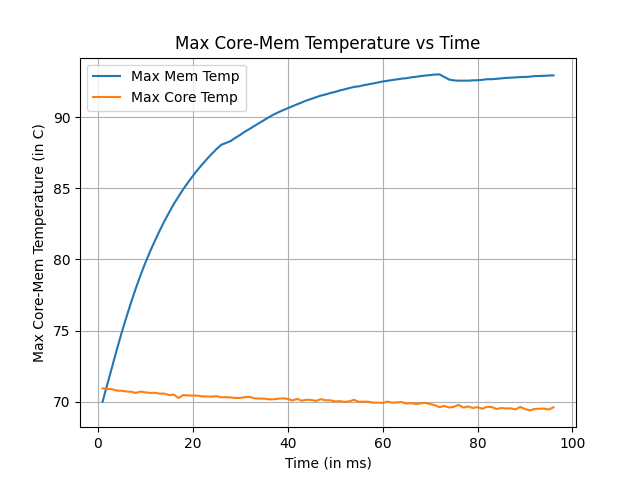 Max Core-Mem Temperature vs Time
Max Mem Temp
Max Core Temp
Max Core-Mem Temperature (in C)
90
85
80
75
70
0 20 40 60 80 100
Time (in ms)